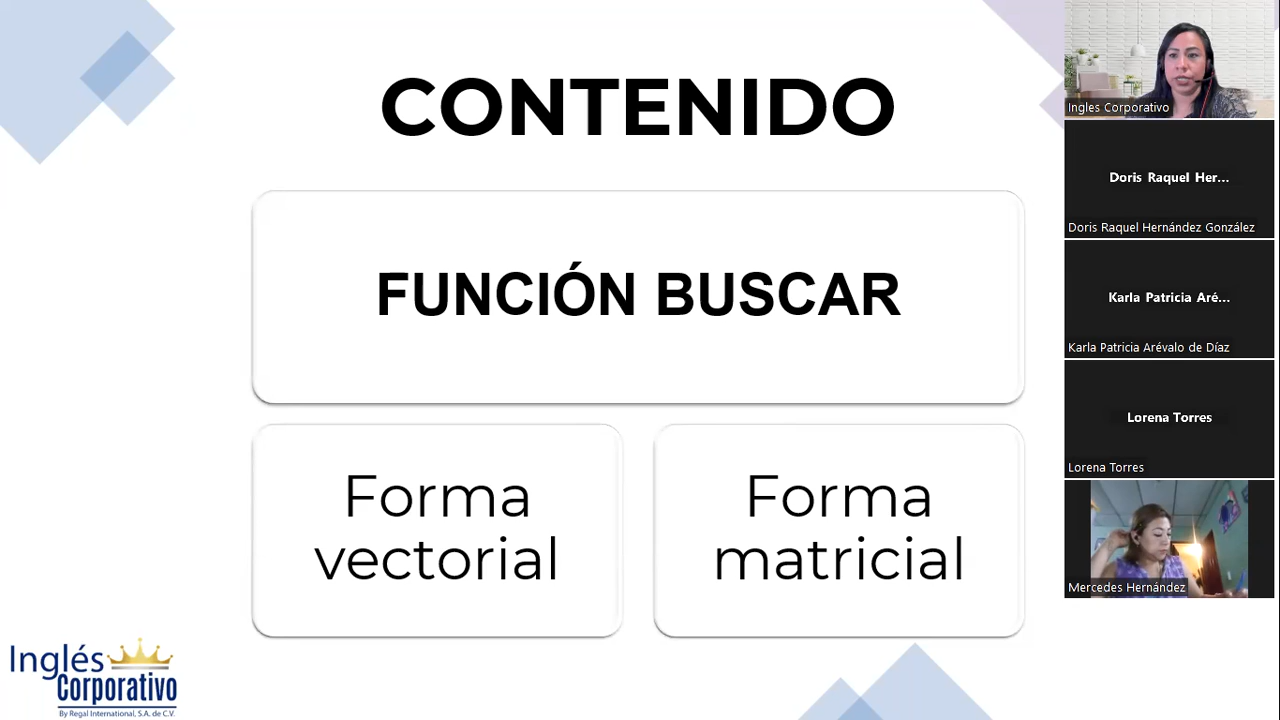 CONTENIDO
FUNCIÓN BUSCAR
Forma
vectorial
Forma
matricial
Inglés
Corporativo
By Regal International, S.A. de C.V.
Ingles Corporativo
Doris Raquel Her...
Doris Raquel Hernández González
Karla Patricia Aré...
Karla Patricia Arévalo de Díaz
Lorena Torres
Lorena Torres
Mercedes Hernández